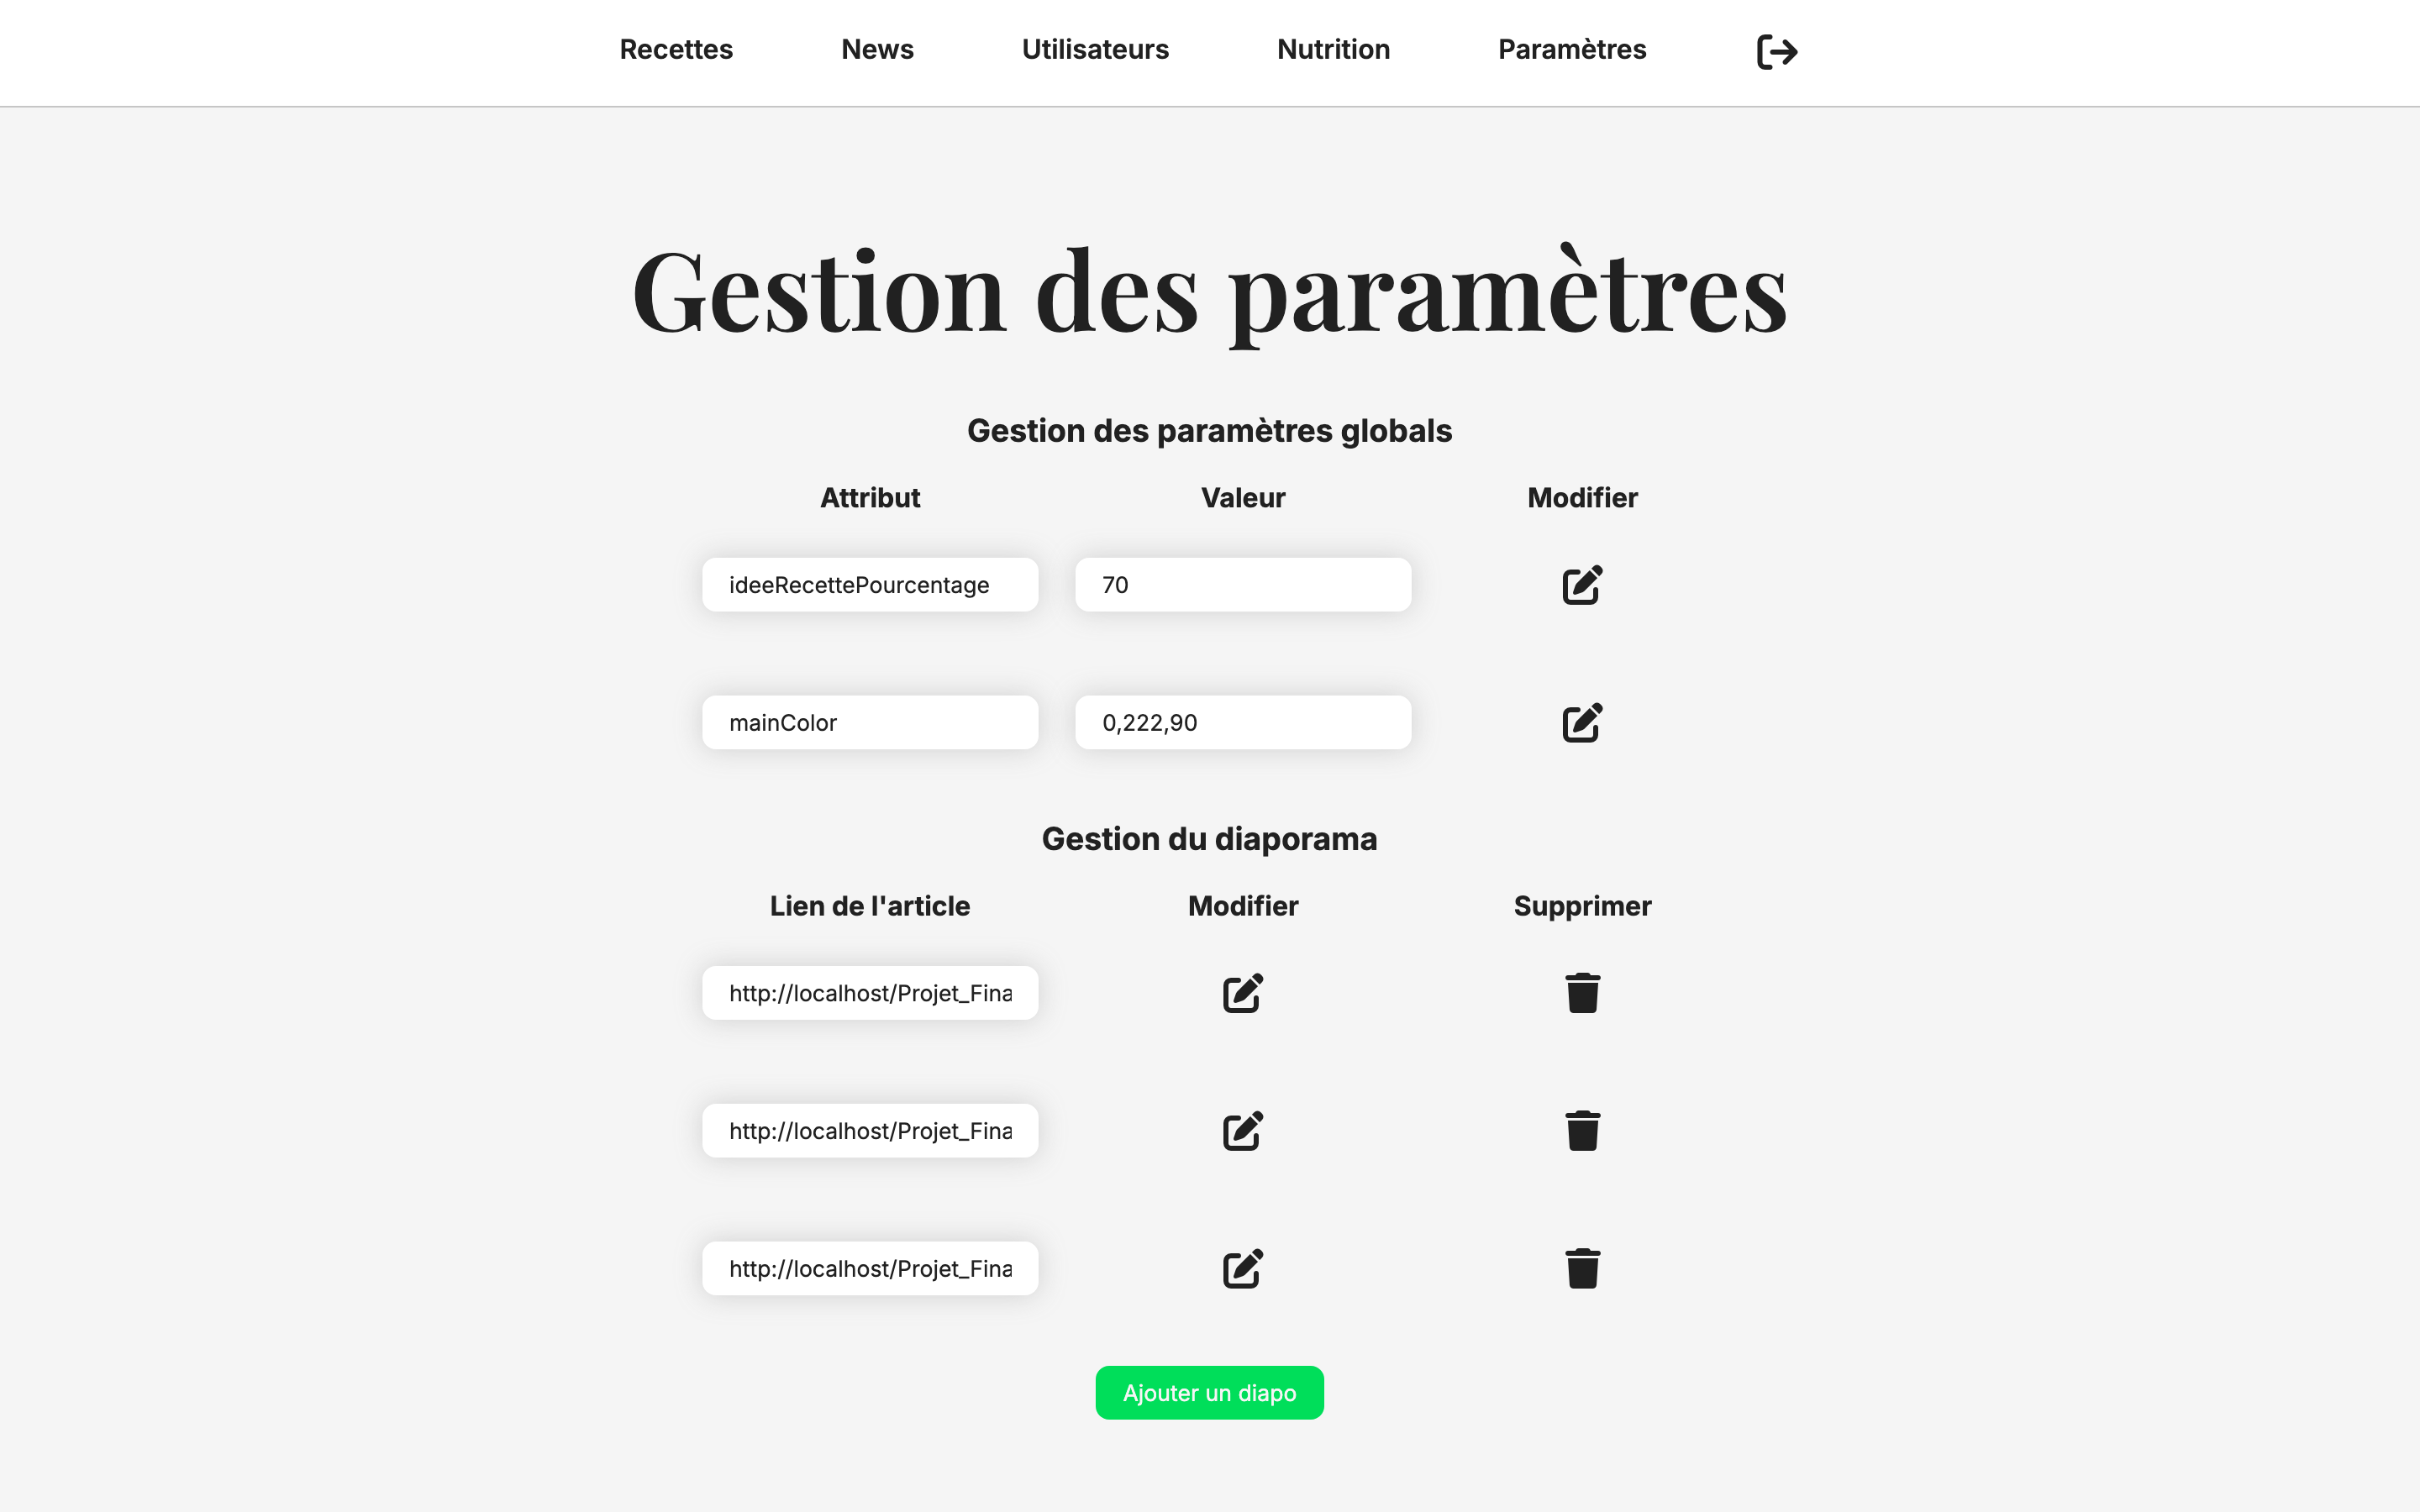 Recettes News Utilisateurs Nutrition Paramètres
Gestion des paramètres
Gestion des paramètres globals
Attribut Valeur Modifier
ideeRecettePourcentage 70
mainColor 0,222,90
Gestion du diaporama
Lien de l'article Modifier Supprimer
http://localhost/Projet_Fina
http://localhost/Projet_Fina
http://localhost/Projet_Fina
Ajouter un diapo